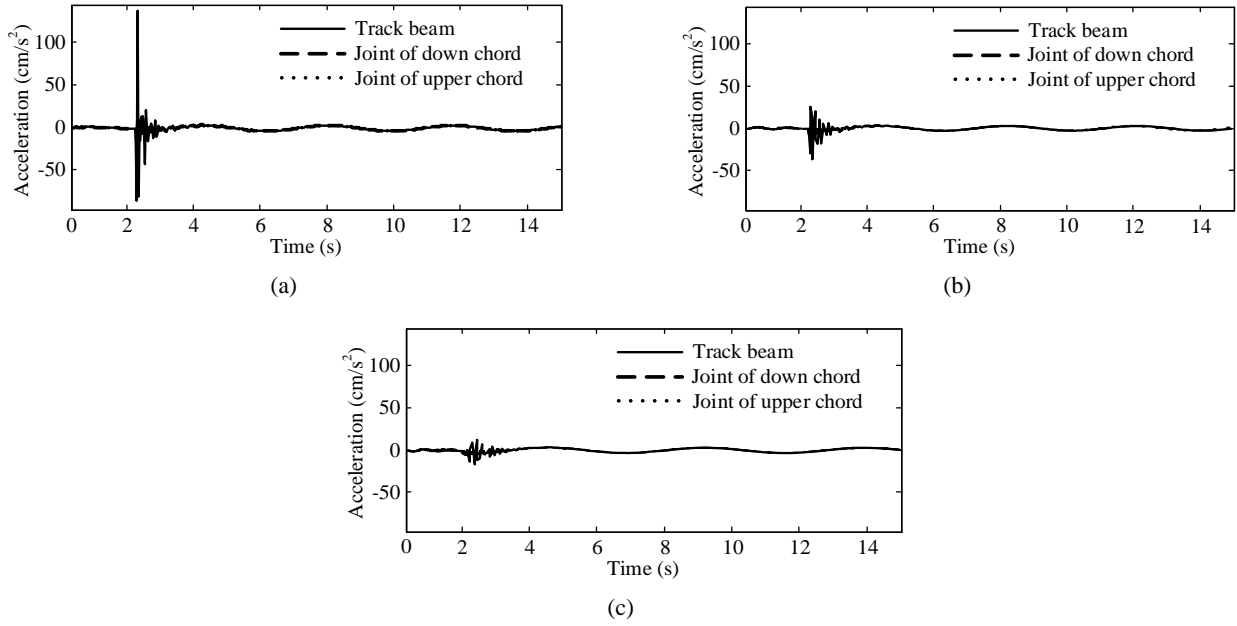 Acceleration (cm/s²)
100
50
0
-50
Track beam
Joint of down chord
Joint of upper chord
0 2 4 6 8 10 12 14
Time (s)
(a)
Acceleration (cm/s²)
100
50
0
-50
Track beam
Joint of down chord
Joint of upper chord
0 2 4 6 8 10 12 14
Time (s)
(b)
Acceleration (cm/s²)
100
50
0
-50
Track beam
Joint of down chord
Joint of upper chord
0 2 4 6 8 10 12 14
Time (s)
(c)